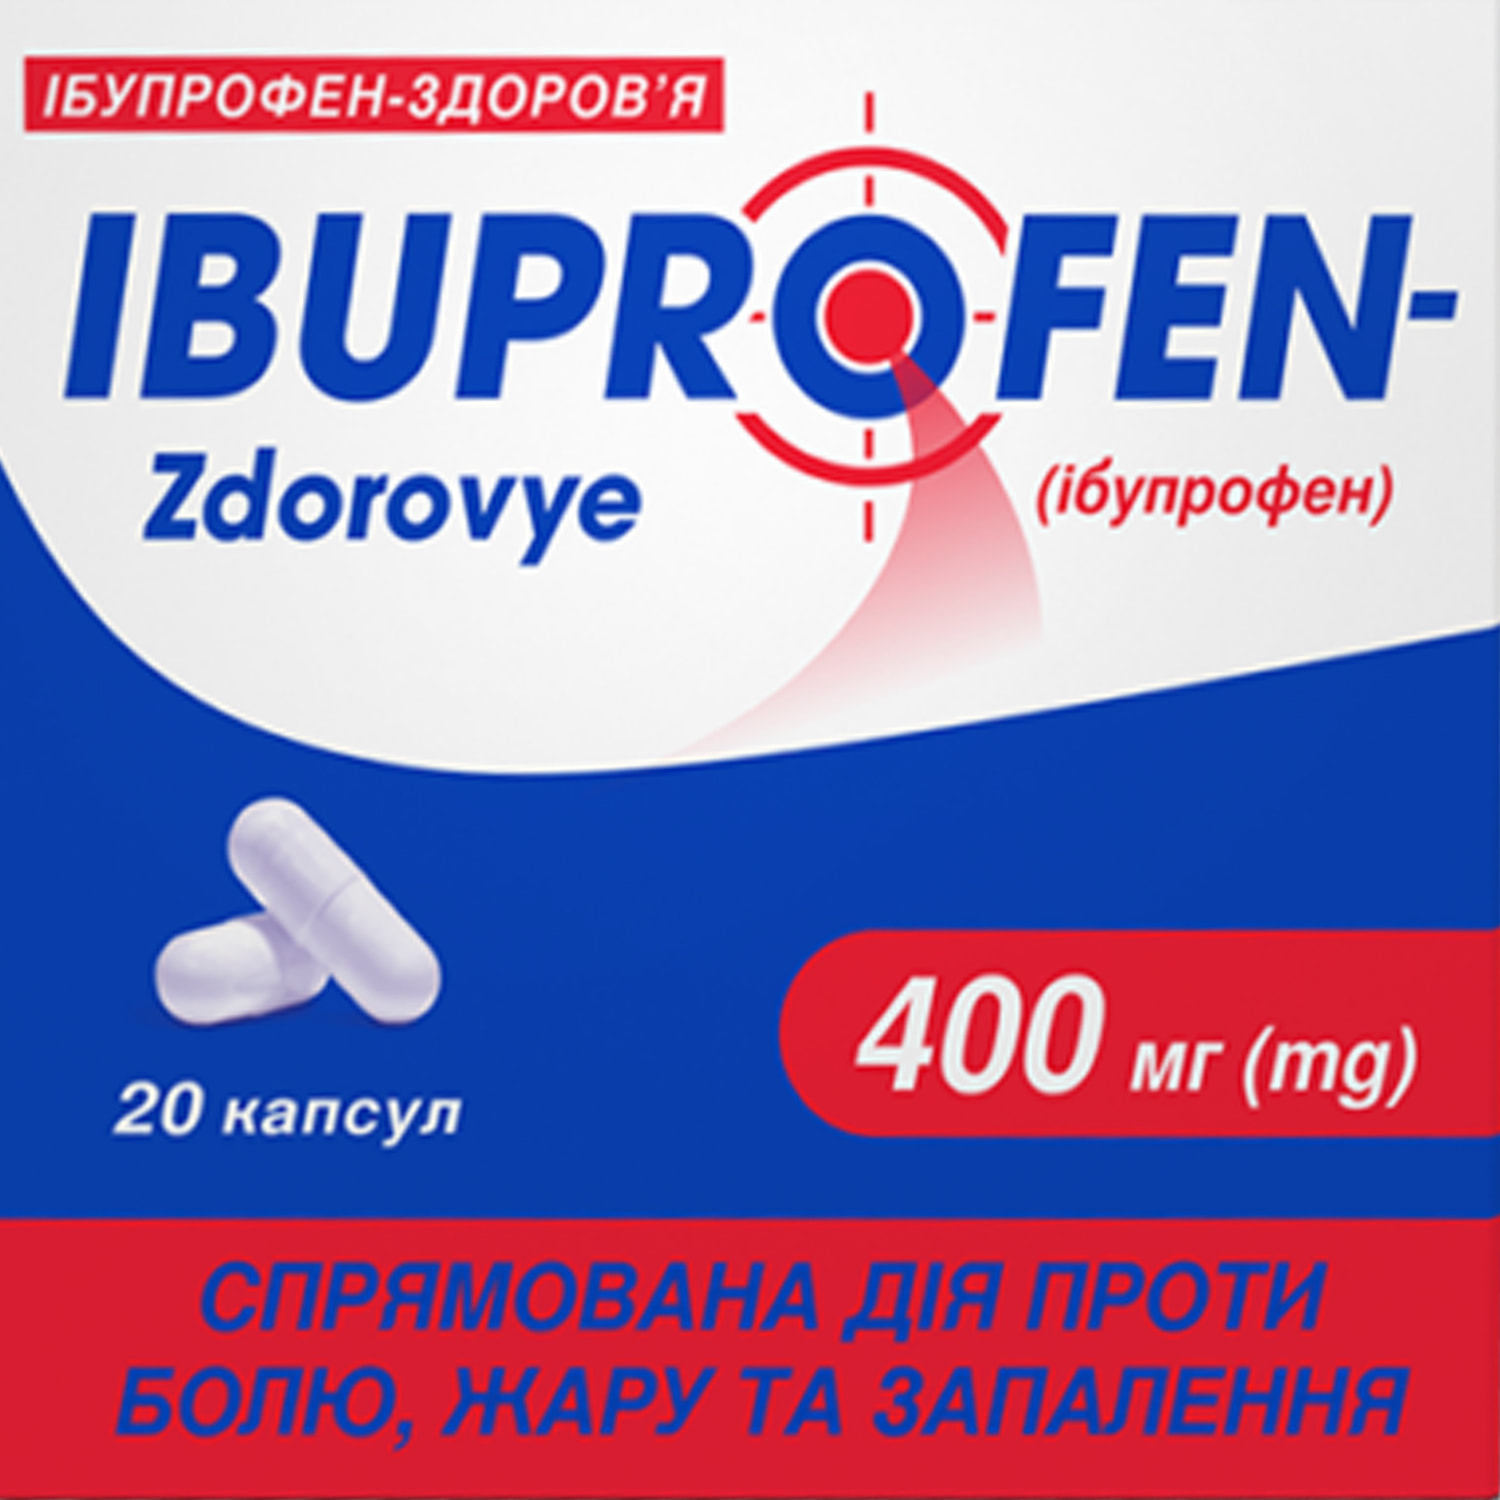 ІБУПРОФЕН-ЗДОРОВ’Я
IBUPROFEN-
Zdorovye
(ібупрофен)
400 мг (mg)
20 капсул
СПРЯМОВАНА ДІЯ ПРОТИ
БОЛЮ, ЖАРУ ТА ЗАПАЛЕННЯ